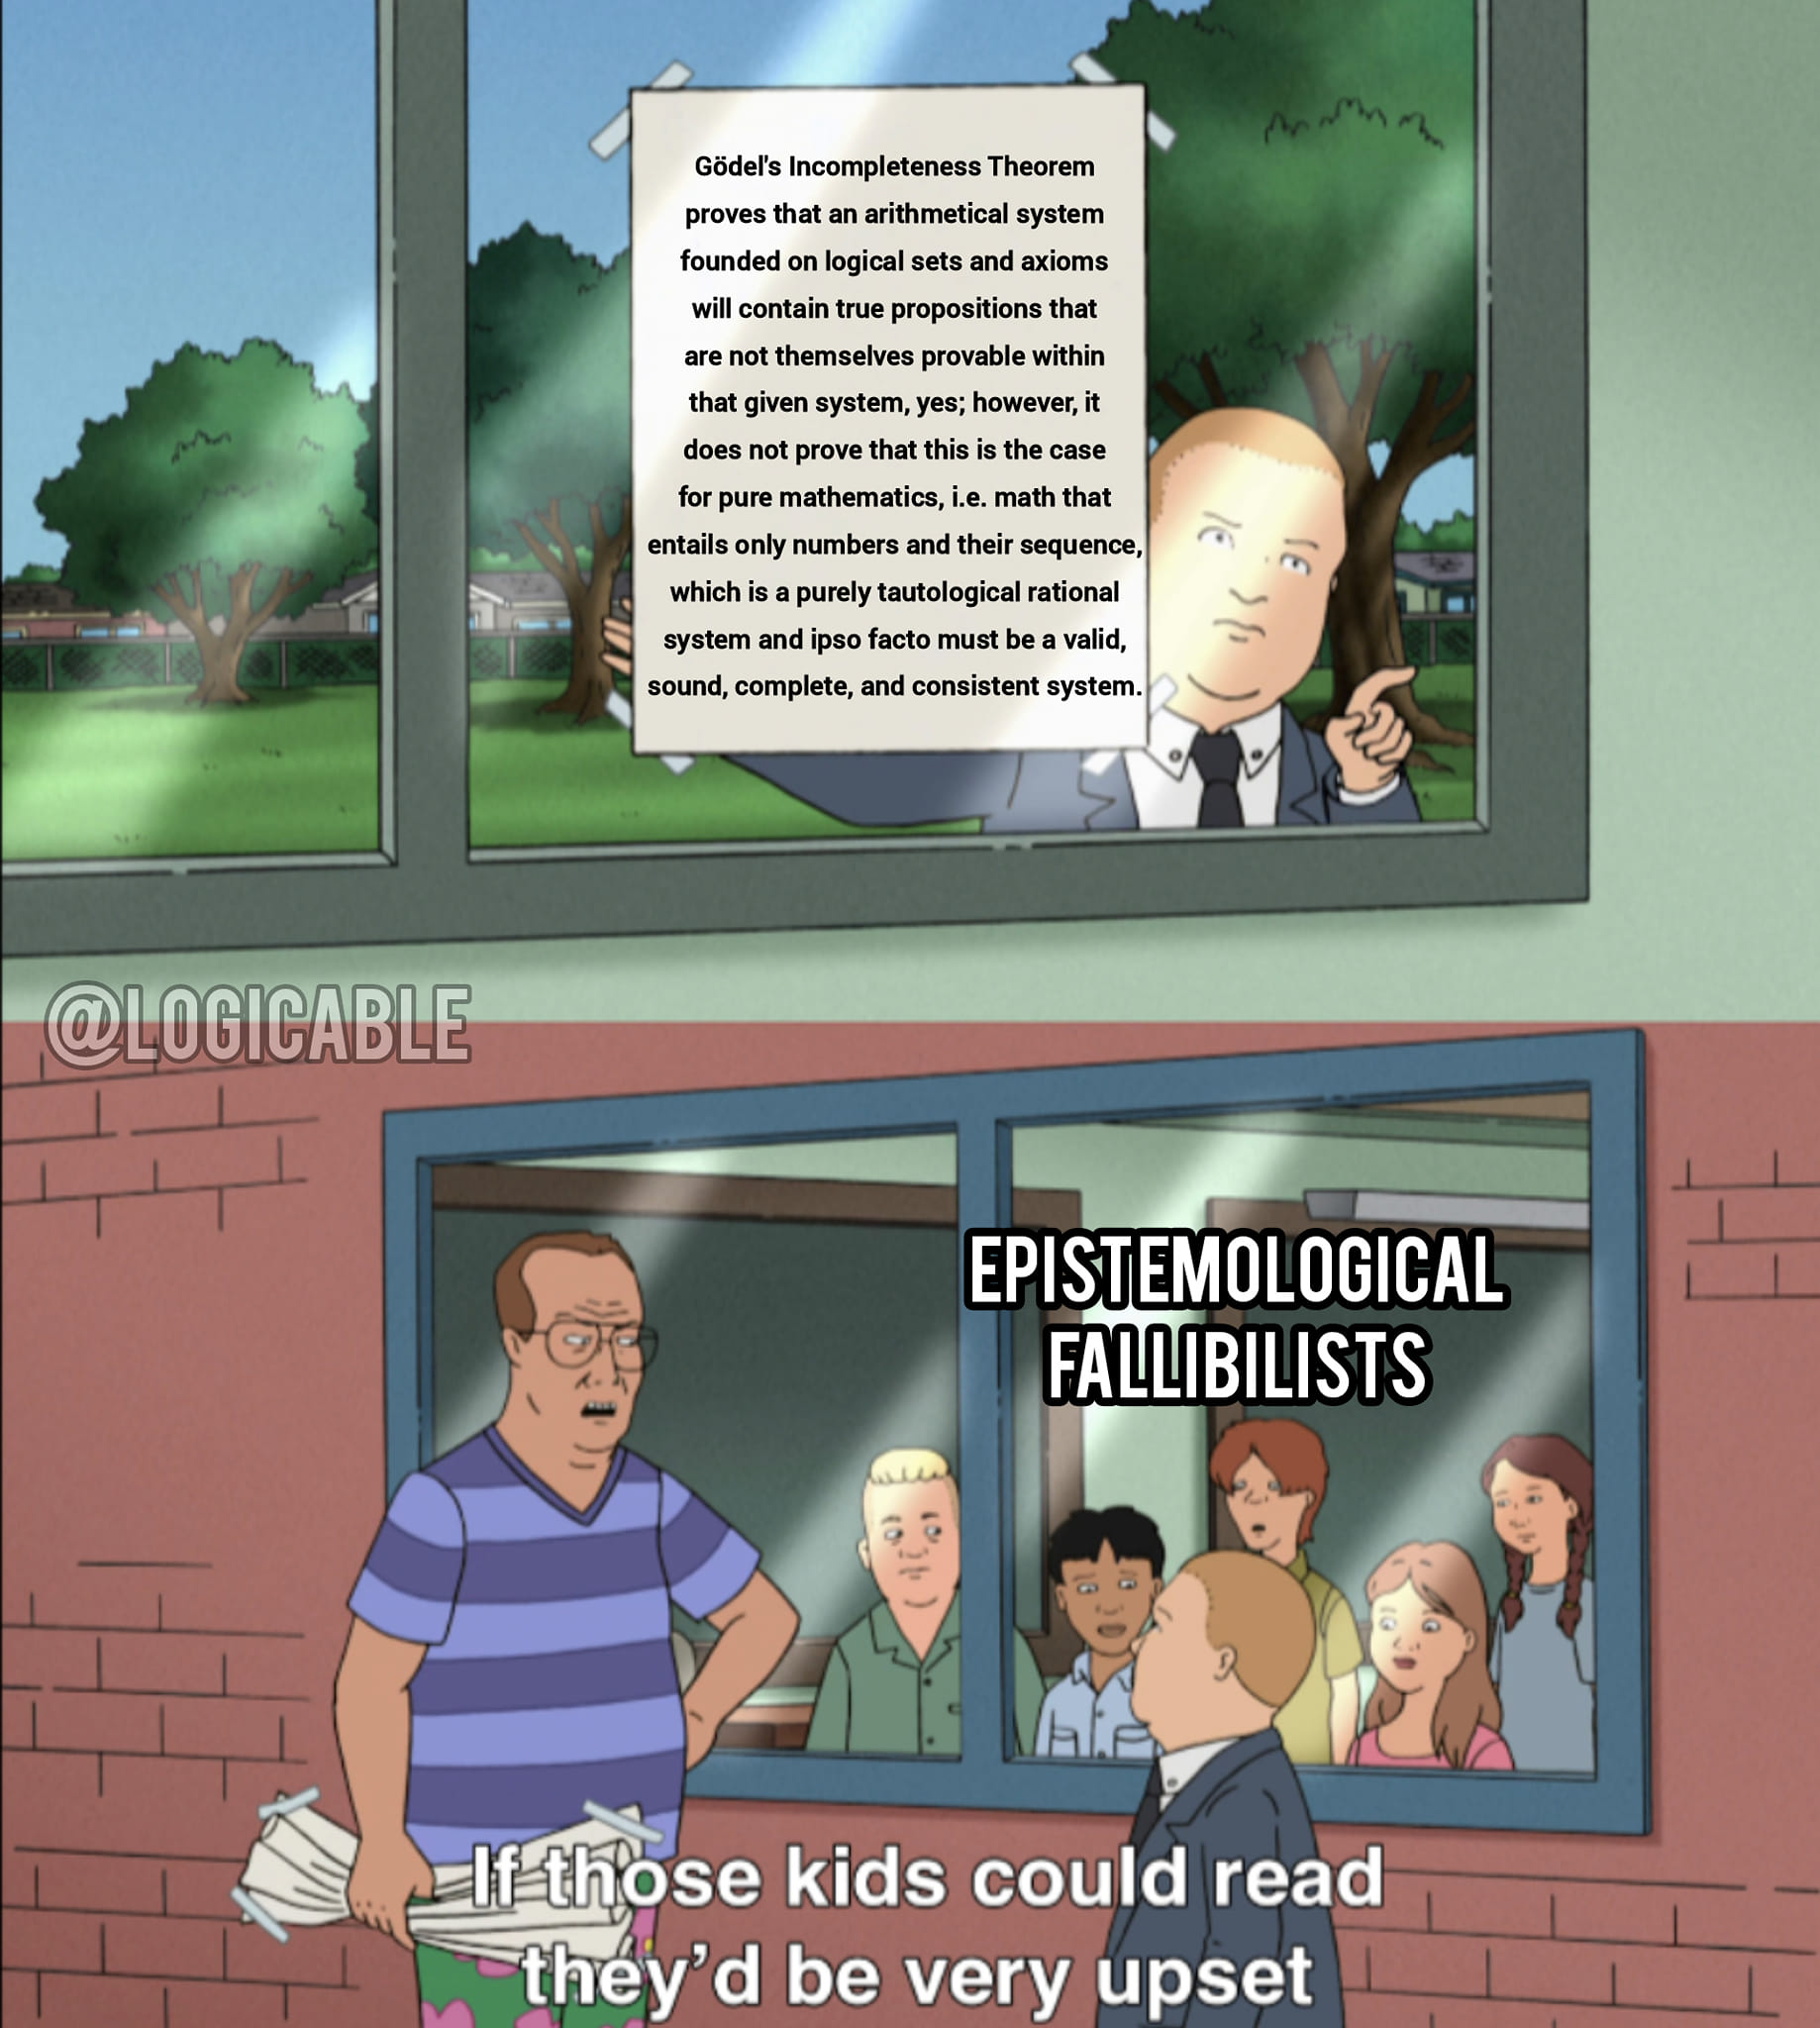 Gödel's Incompleteness Theorem
proves that an arithmetical system
founded on logical sets and axioms
will contain true propositions that
are not themselves provable within
that given system, yes; however, it
does not prove that this is the case
for pure mathematics, i.e. math that
entails only numbers and their sequence,
which is a purely tautological rational
system and ipso facto must be a valid,
sound, complete, and consistent system.
@LOGICABLE
EPISTEMOLOGICAL
FALLIBILISTS
If those kids could read
they’d be very upset